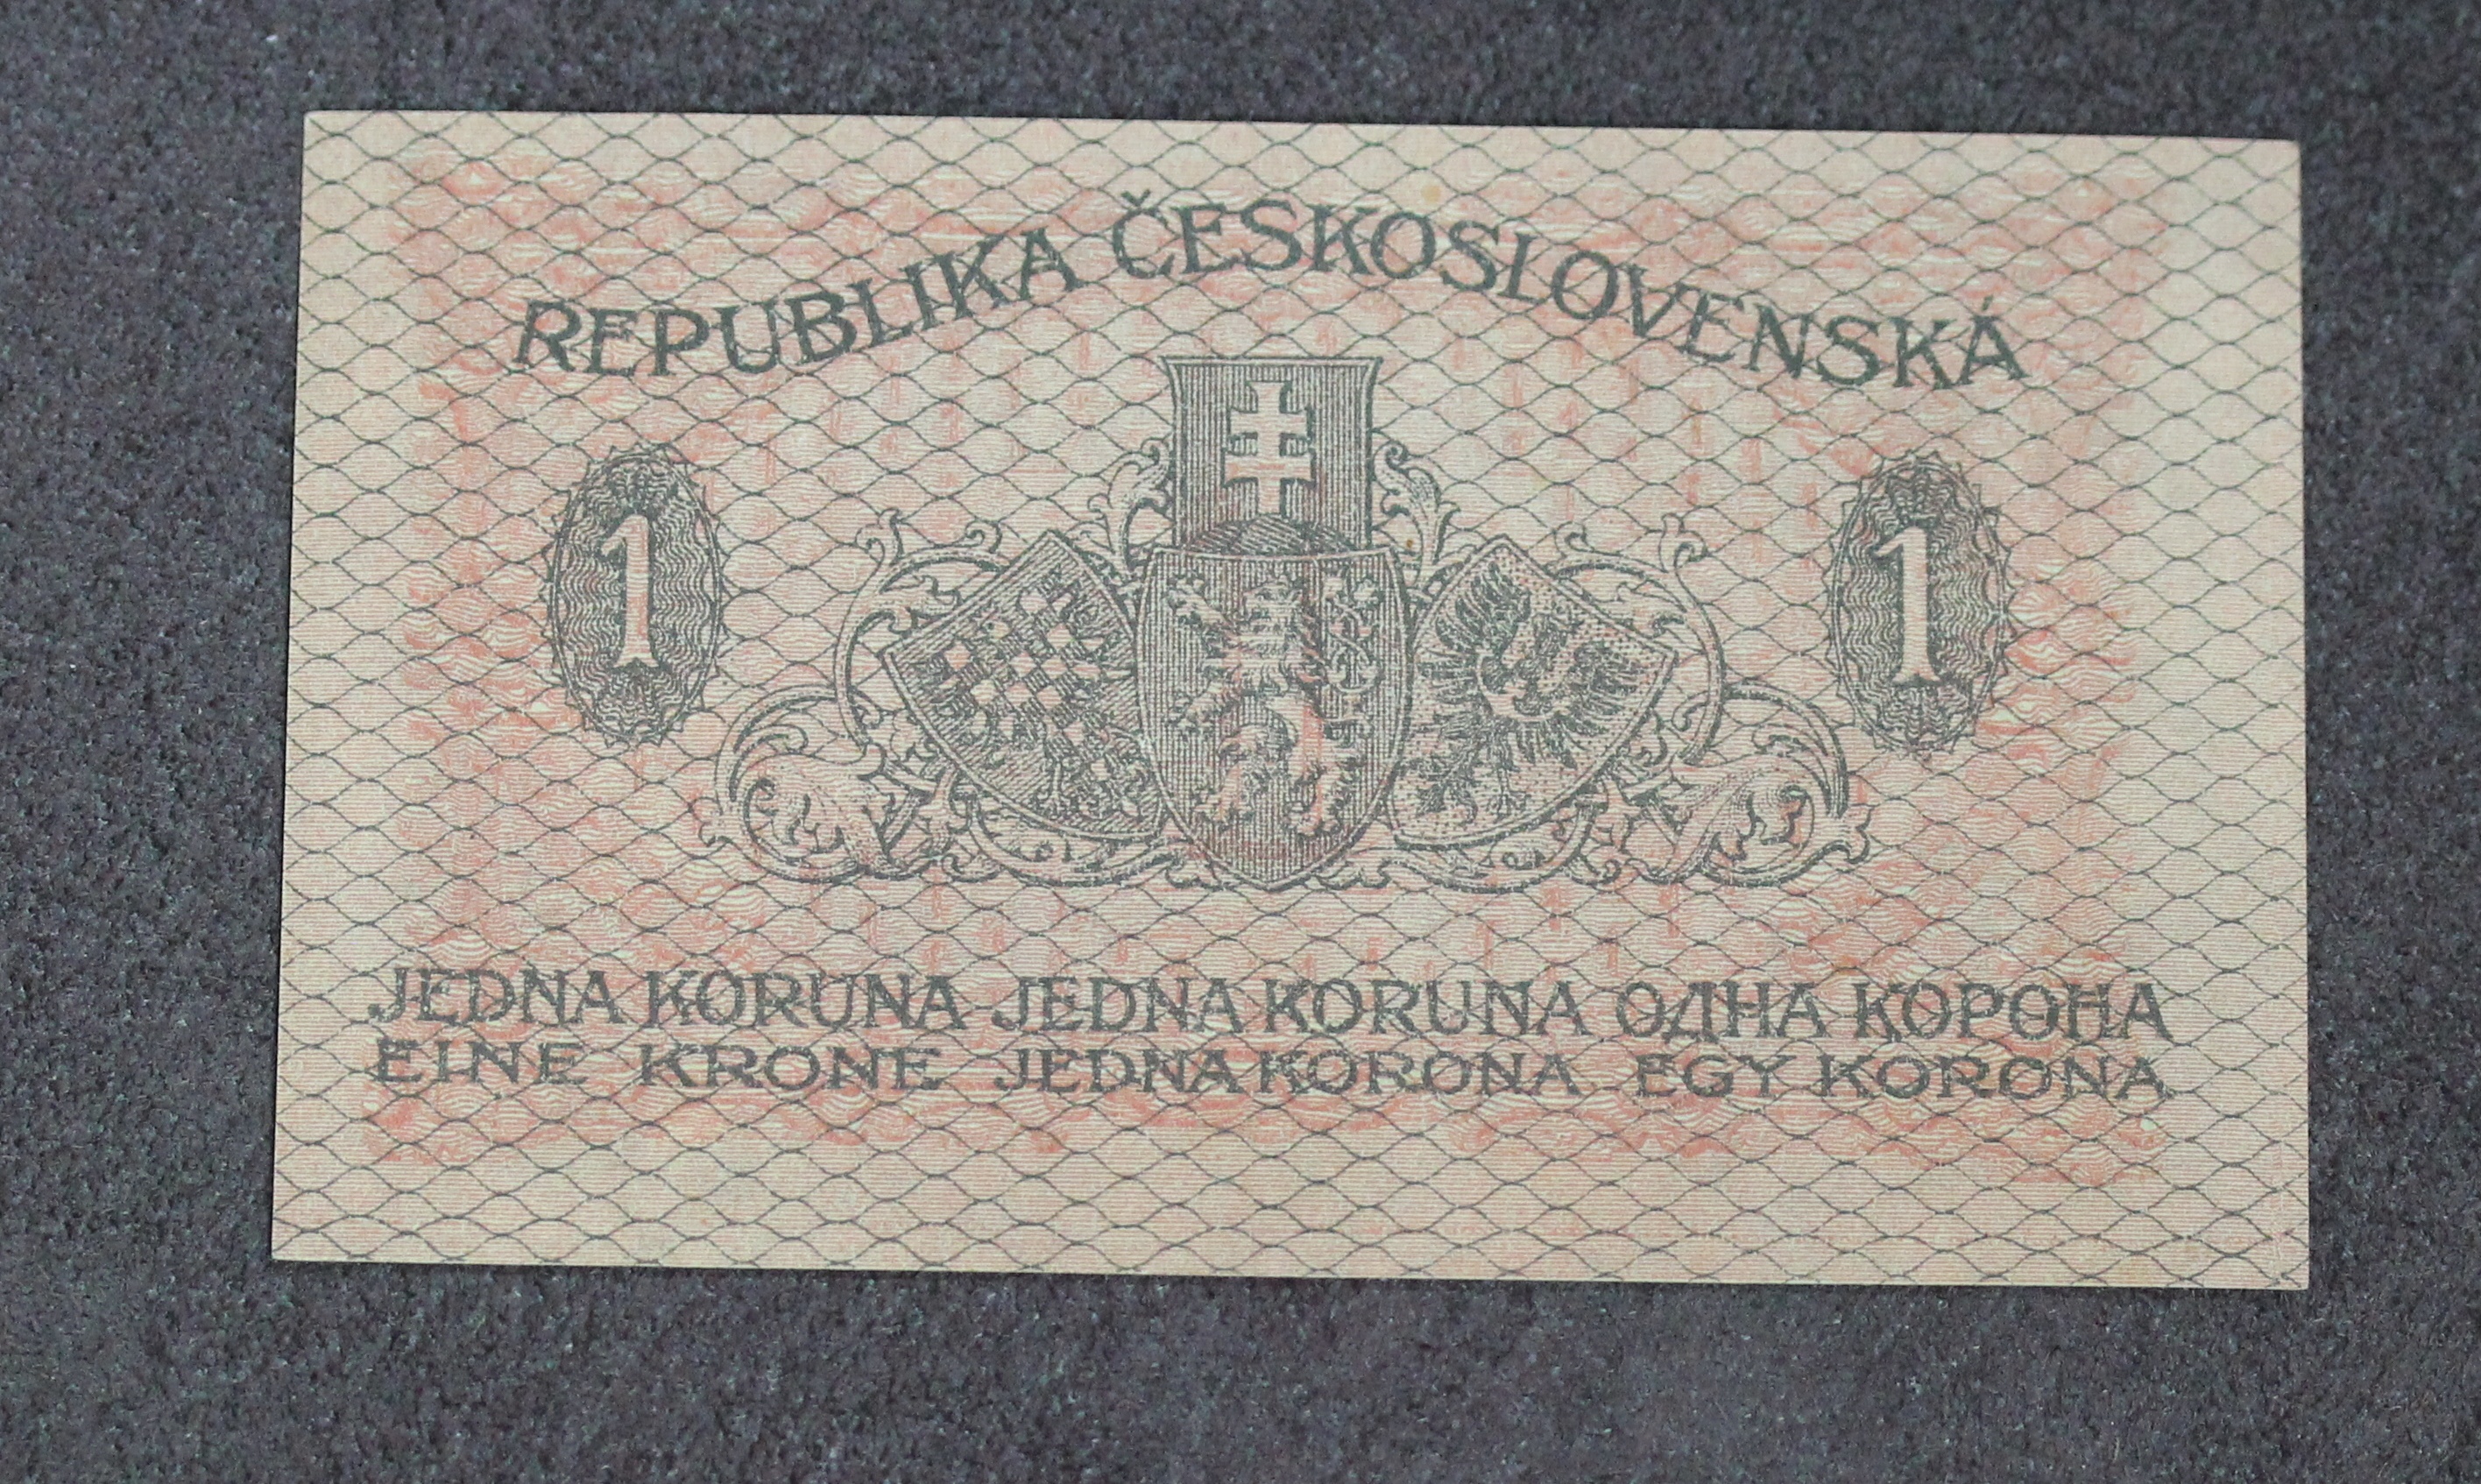 REPUBLIKA ČESKOSLOVENSKÁ
1 1
JEDNA KORUNA JEDNA KORUNA ОДНА КОРОНА
EINE KRONE JEDNA KORONA EGY KORONA